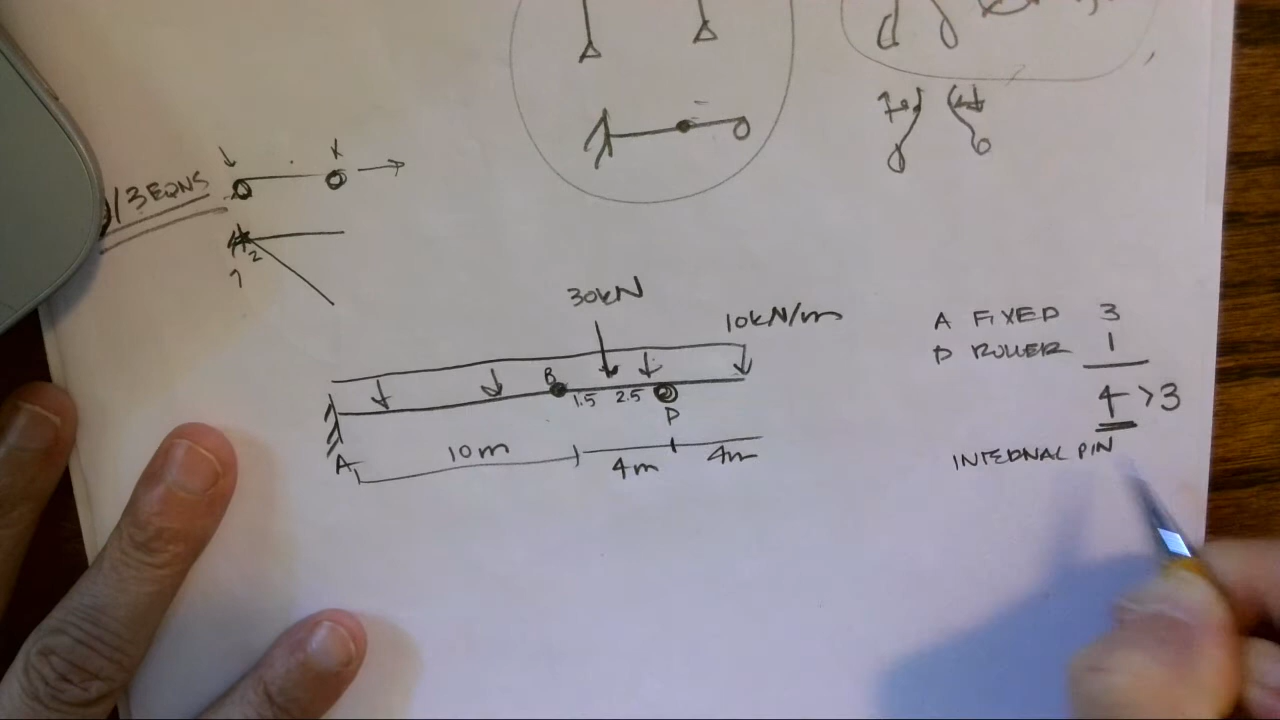 /3 EQNS
2
30kN
10kN/m
B
1.5 2.5
D
A
10m
4m
4m
A FIXED 3
D ROLLER 1
4 > 3
INTERNAL PIN